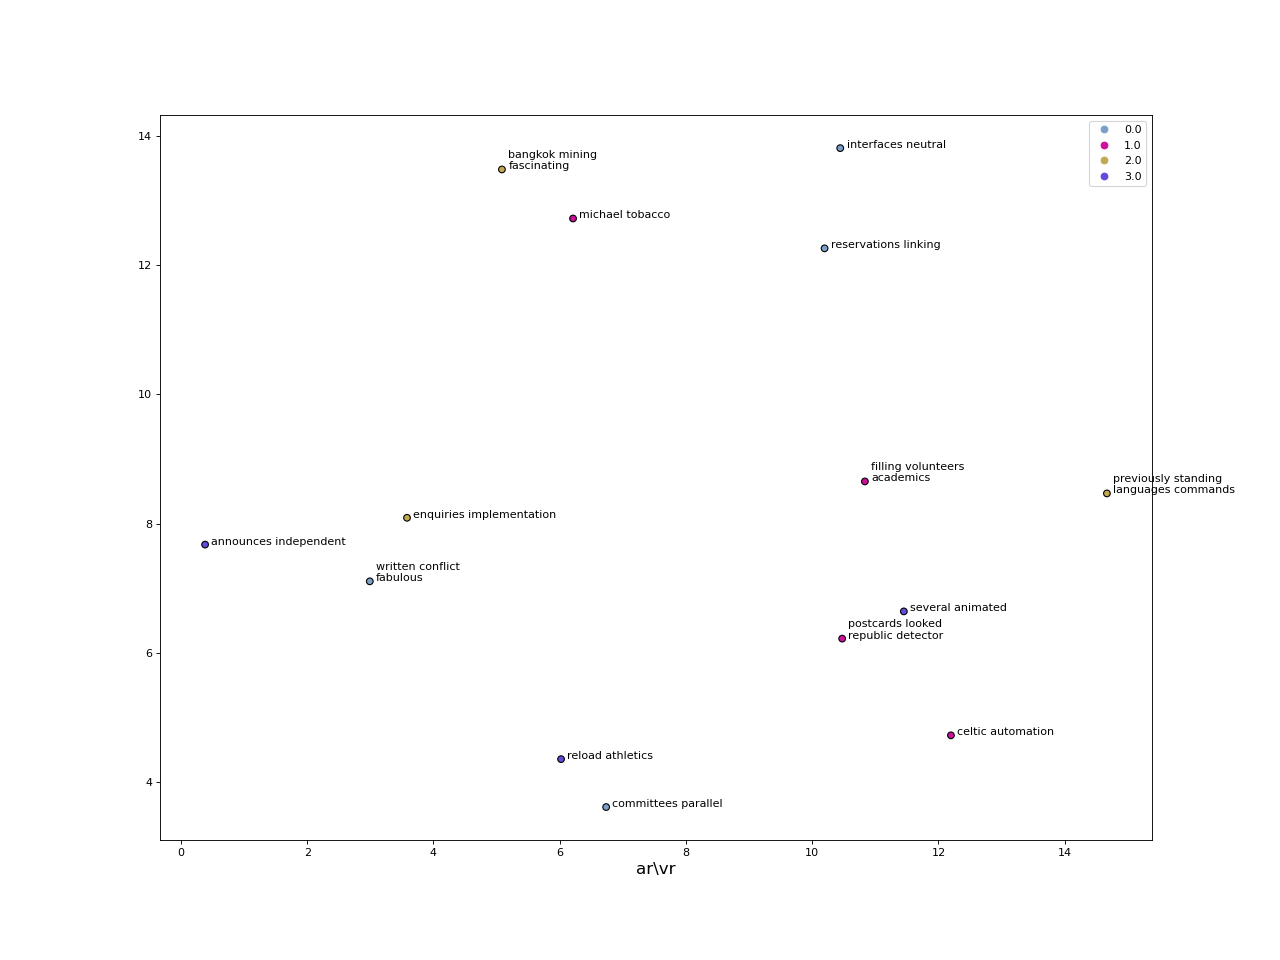 14
12
10
8
6
4
bangkok mining
fascinating
michael tobacco
interfaces neutral
reservations linking
0.0
1.0
2.0
3.0
filling volunteers
academics
previously standing
languages commands
enquiries implementation
announces independent
written conflict
fabulous
several animated
postcards looked
republic detector
celtic automation
reload athletics
committees parallel
0
2
4
6
8
10
12
14
ar\vr